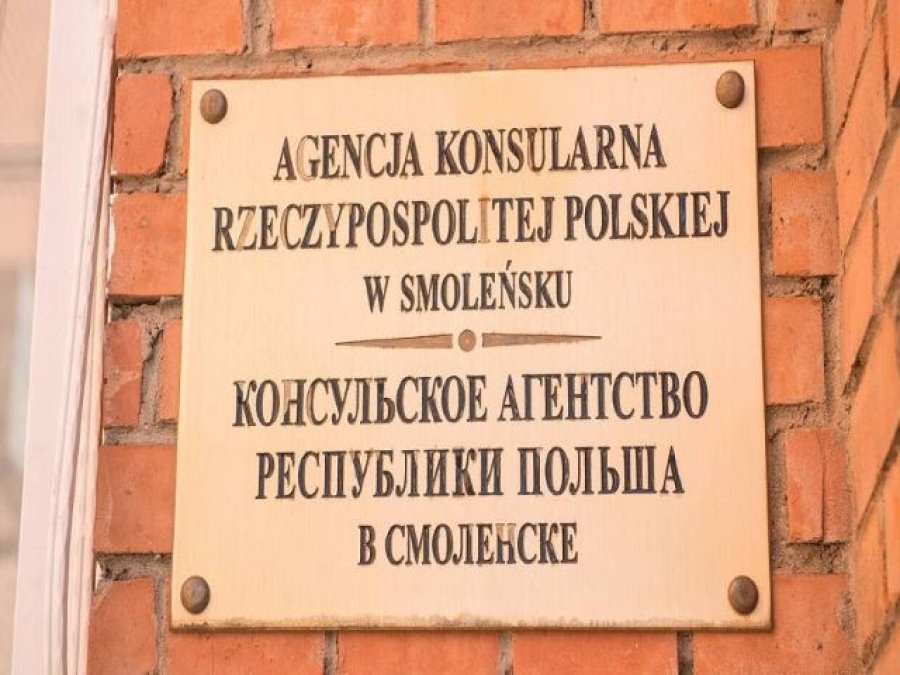 AGENCJA KONSULARNA
RZECZYPOSPOLITEJ POLSKIEJ
W SMOLEŃSKU
КОНСУЛЬСКОЕ АГЕНТСТВО
РЕСПУБЛИКИ ПОЛЬША
В СМОЛЕНСКЕ